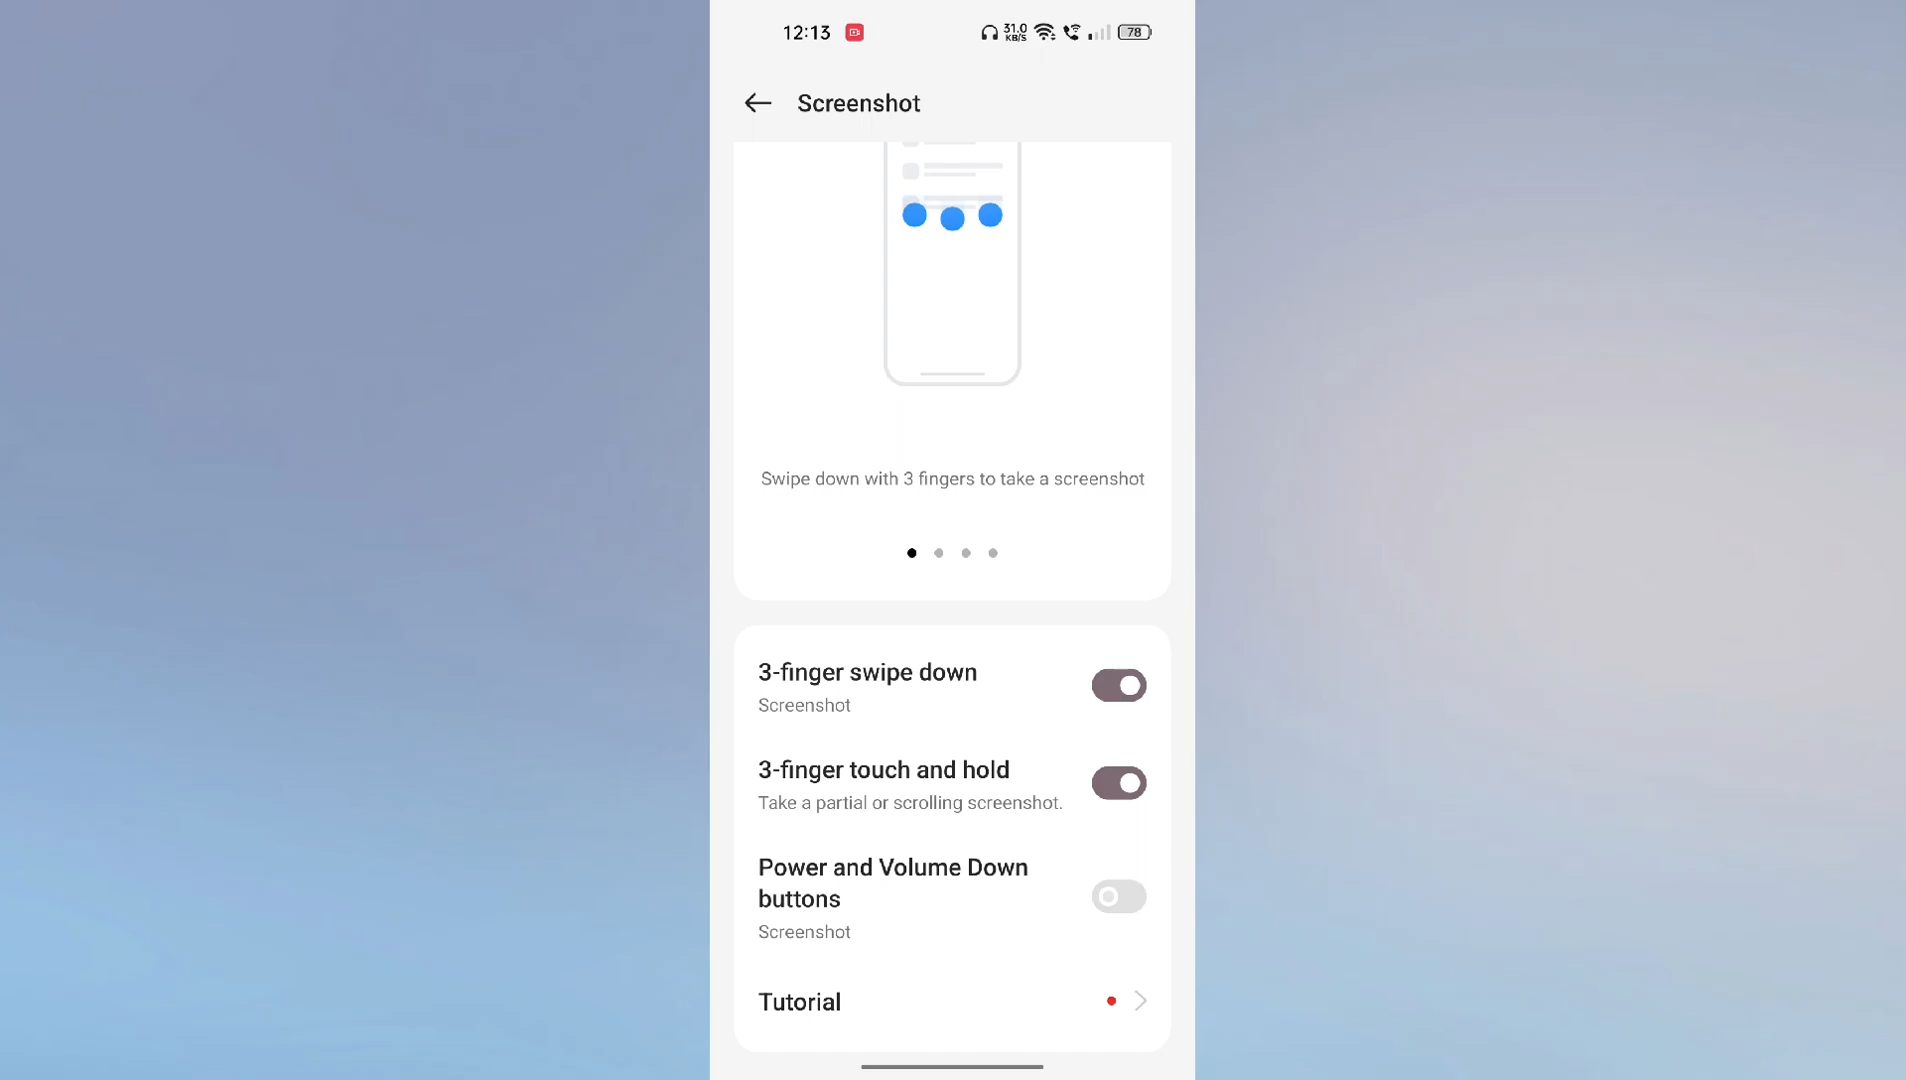 12:13
31.0
KB/S
78
Screenshot
Swipe down with 3 fingers to take a screenshot
3-finger swipe down
Screenshot
3-finger touch and hold
Take a partial or scrolling screenshot.
Power and Volume Down
buttons
Screenshot
Tutorial